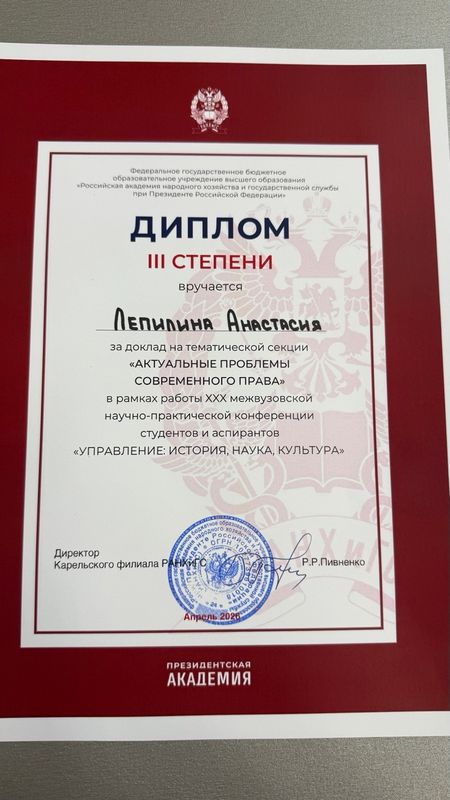 Федеральное государственное бюджетное
образовательное учреждение высшего образования
«Российская академия народного хозяйства и государственной службы
при Президенте Российской Федерации»
ДИПЛОМ
III СТЕПЕНИ
вручается
Лепилина Анастасия
за доклад на тематической секции
«АКТУАЛЬНЫЕ ПРОБЛЕМЫ
СОВРЕМЕННОГО ПРАВА»
в рамках работы XXX межвузовской
научно-практической конференции
студентов и аспирантов
«УПРАВЛЕНИЕ: ИСТОРИЯ, НАУКА, КУЛЬТУРА»
Директор
Карельского филиала РАНХиГС
Р.Р.Пивненко
Апрель 2026
ПРЕЗИДЕНТСКАЯ
АКАДЕМИЯ